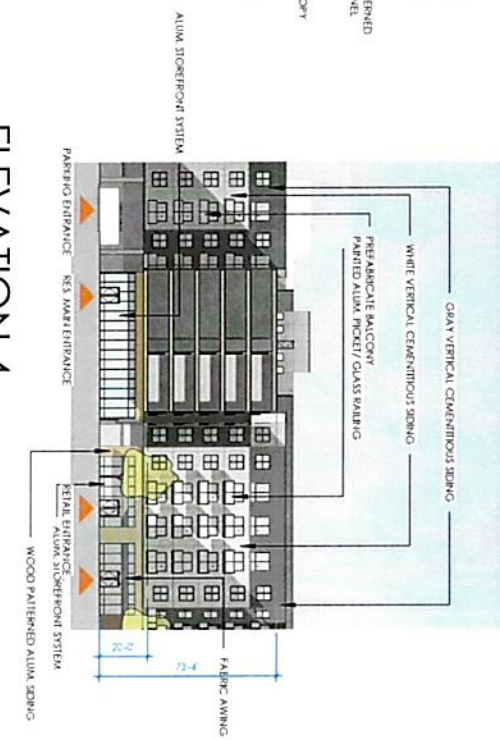 ERNED
NEL
OPY
GRAY VERTICAL CEMENTITIOUS SIDING
WHITE VERTICAL CEMENTITIOUS SIDING
PREFABRICATE BALCONY
PAINTED ALUM. PICKET/ GLASS RAILING
ALUM. STOREFRONT SYSTEM
PARKING ENTRANCE
RES. MAIN ENTRANCE
RETAIL ENTRANCE
ALUM. STOREFRONT SYSTEM
WOOD PATTERNED ALUM. SIDING
FABRIC AWING
20'-0"
73'-4"
ELEVATION 4